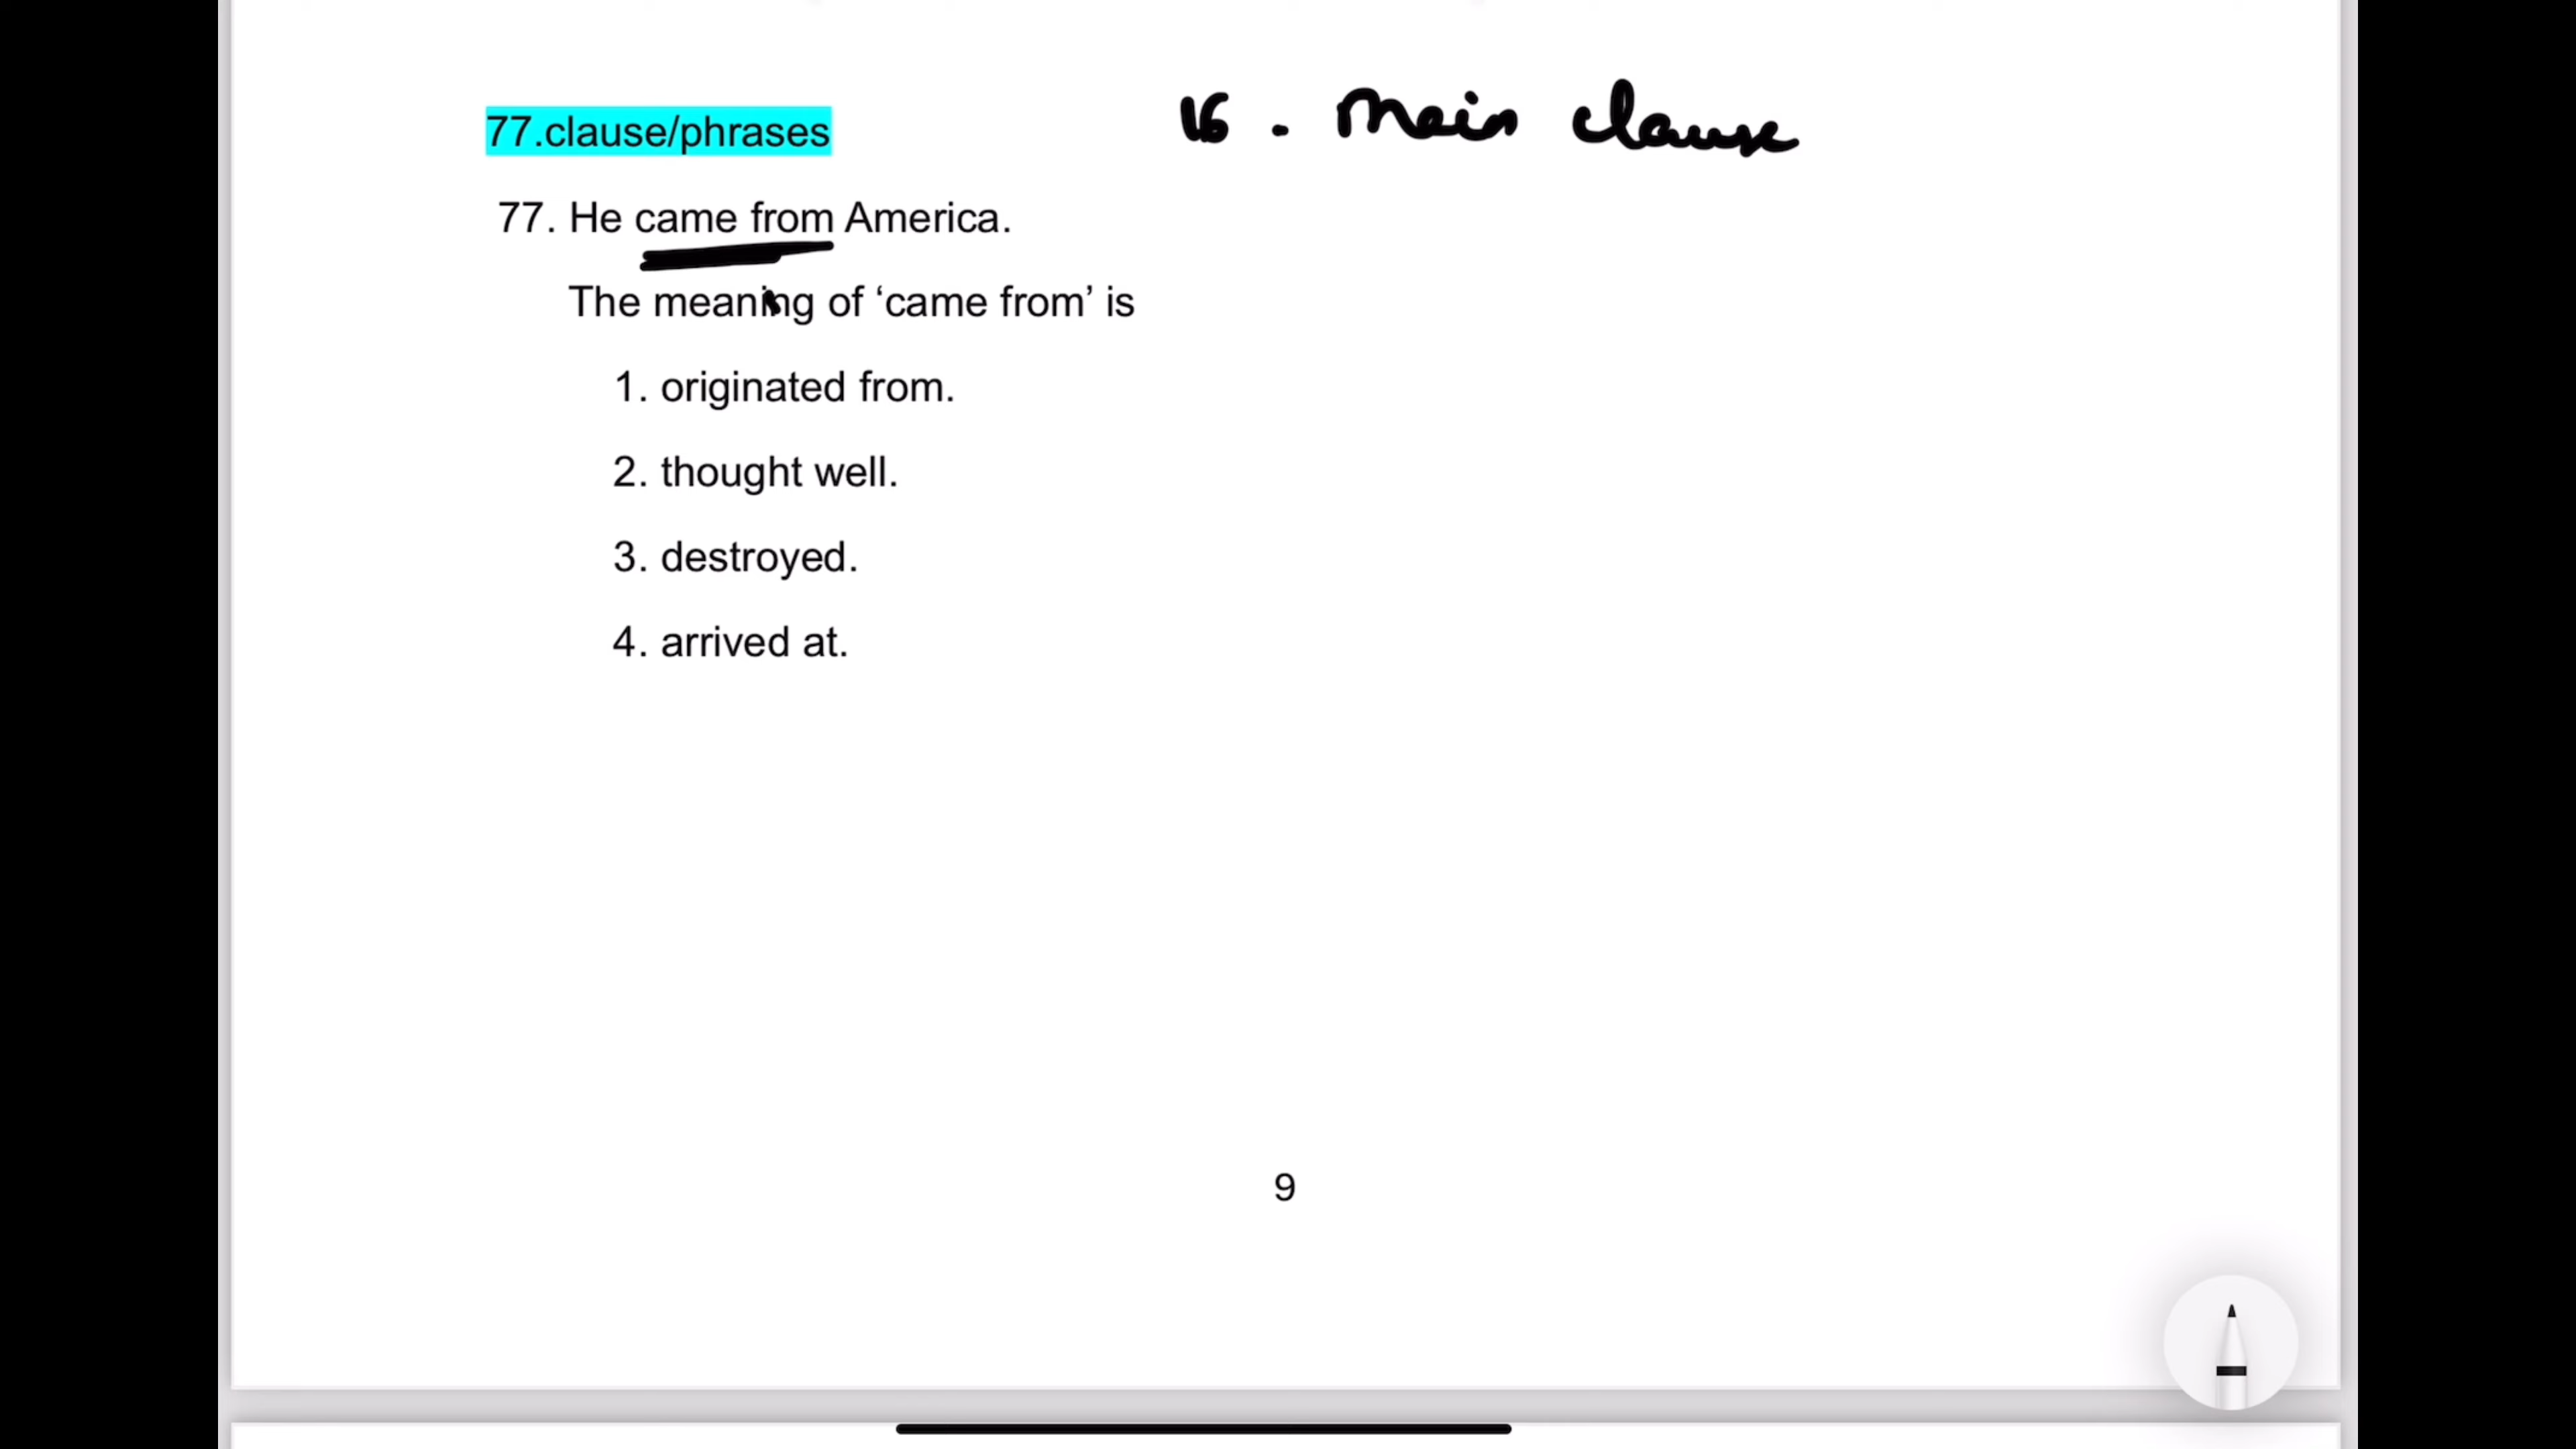 77.clause/phrases
16. Main clause
77. He came from America.
The meaning of ‘came from’ is
1. originated from.
2. thought well.
3. destroyed.
4. arrived at.
9